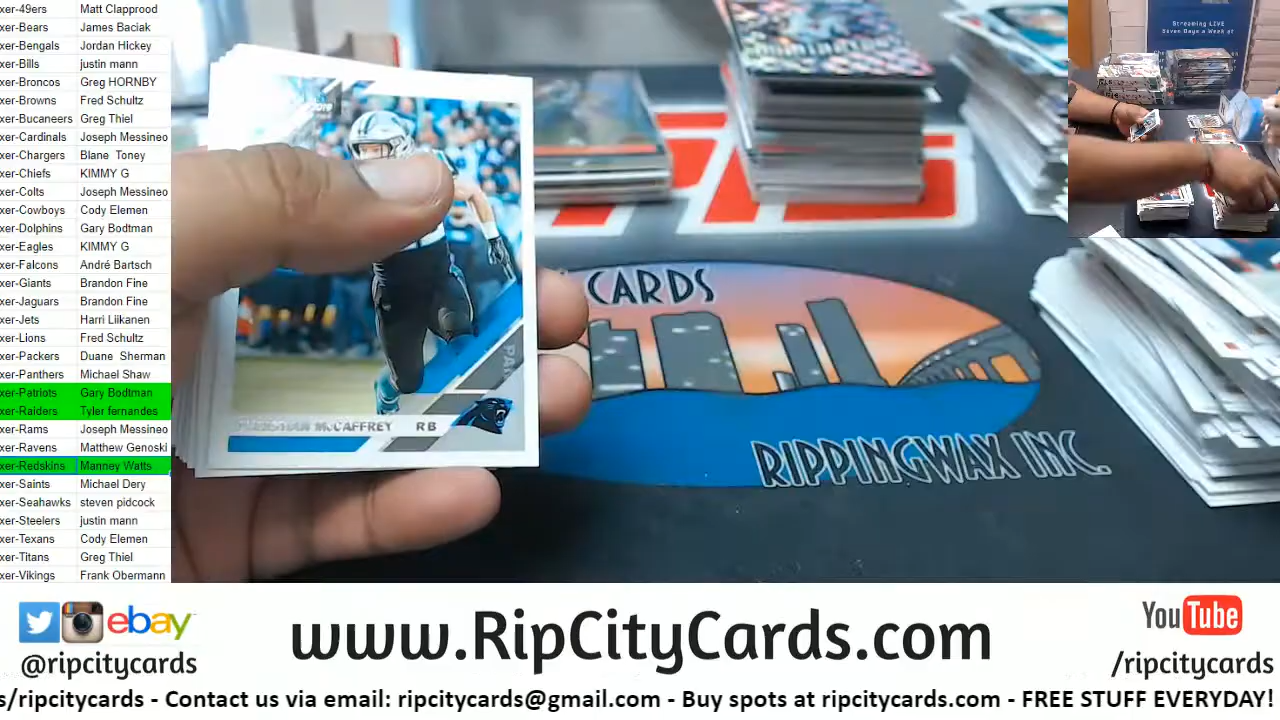 xer-49ers Matt Clapprood
xer-Bears James Baciak
xer-Bengals Jordan Hickey
xer-Bills justin mann
xer-Broncos Greg HORNBY
xer-Browns Fred Schultz
xer-Bucaneers Greg Thiel
xer-Cardinals Joseph Messineo
xer-Chargers Blane Toney
xer-Chiefs KIMMY G
xer-Colts Joseph Messineo
xer-Cowboys Cody Elemen
xer-Dolphins Gary Bodtman
xer-Eagles KIMMY G
xer-Falcons André Bartsch
xer-Giants Brandon Fine
xer-Jaguars Brandon Fine
xer-Jets Harri Liikanen
xer-Lions Fred Schultz
xer-Packers Duane Sherman
xer-Panthers Michael Shaw
xer-Patriots Gary Bodtman
xer-Raiders Tyler fernandes
xer-Rams Joseph Messineo
xer-Ravens Matthew Genoski
xer-Redskins Manney Watts
xer-Saints Michael Dery
xer-Seahawks steven pidcock
xer-Steelers justin mann
xer-Texans Cody Elemen
xer-Titans Greg Thiel
xer-Vikings Frank Obermann
McCAFFREY RB
CARDS
RIPPINGWAX INC.
Streaming LIVE
Seven Days a Week at
ebay
@ripcitycards
www.RipCityCards.com
YouTube
/ripcitycards
s/ripcitycards - Contact us via email: ripcitycards@gmail.com - Buy spots at ripcitycards.com - FREE STUFF EVERYDAY!